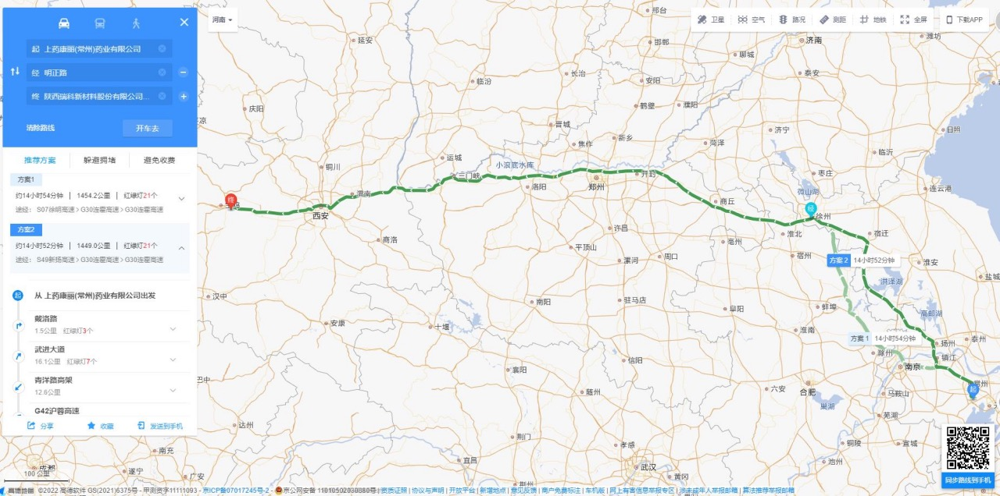 起 上药康丽(常州)药业有限公司
经 明正路
终 陕西瑞科新材料股份有限公司...
清除路线
开车去
推荐方案
躲避拥堵
避免收费
方案1
约14小时54分钟 | 1454.2公里 | 红绿灯21个
途经: S07徐明高速 > G30连霍高速 > G30连霍高速
方案2
约14小时52分钟 | 1449.0公里 | 红绿灯21个
途经: S49新扬高速 > G30连霍高速 > G30连霍高速
起 从 上药康丽(常州)药业有限公司出发
戴洛路
1.5公里 红绿灯3个
武进大道
16.1公里 红绿灯7个
青洋路高架
12.6公里
G42沪蓉高速
分享
收藏
发送到手机
河南
卫星
空气
路况
测距
地铁
全屏
下载APP
邢台
延安
邯郸
济南
潍坊
聊城
长治
泰安
临汾
安阳
鹤壁
濮阳
庆阳
日照
晋城
济宁
新乡
焦作
菏泽
临沂
运城
铜川
小浪底水库
三门峡
开封
枣庄
微山湖
连云港
渭南
洛阳
郑州
商丘
终
经
徐州
西安
许昌
淮北
宿迁
商洛
亳州
平顶山
宿州
周口
漯河
方案 2 14小时52分钟
淮安
盐城
洪泽湖
汉中
南阳
驻马店
阜阳
蚌埠
高邮湖
安康
十堰
淮南
方案 1 14小时54分钟
扬州
泰州
滁州
镇江
信阳
南京
襄阳
巴中
常州
起
六安
合肥
马鞍山
随州
巢湖
芜湖
达州
荆门
孝感
铜陵
宣城
南充
宜昌
池州
成都
遂宁
广安
武汉
黄冈
荆州
100 公里
同步路线到手机
高德地图 ©2022 高德软件 GS(2021)6375号 - 甲测资字11111093 - 京ICP备07017245号-2 - 京公网安备 11010502030880号 | 资质证照 | 协议与声明 | 开放平台 | 新增地点 | 意见反馈 | 商户免费标注 | 车机版 | 网上有害信息举报专区 | 涉未成年人举报邮箱 | 算法推荐举报邮箱